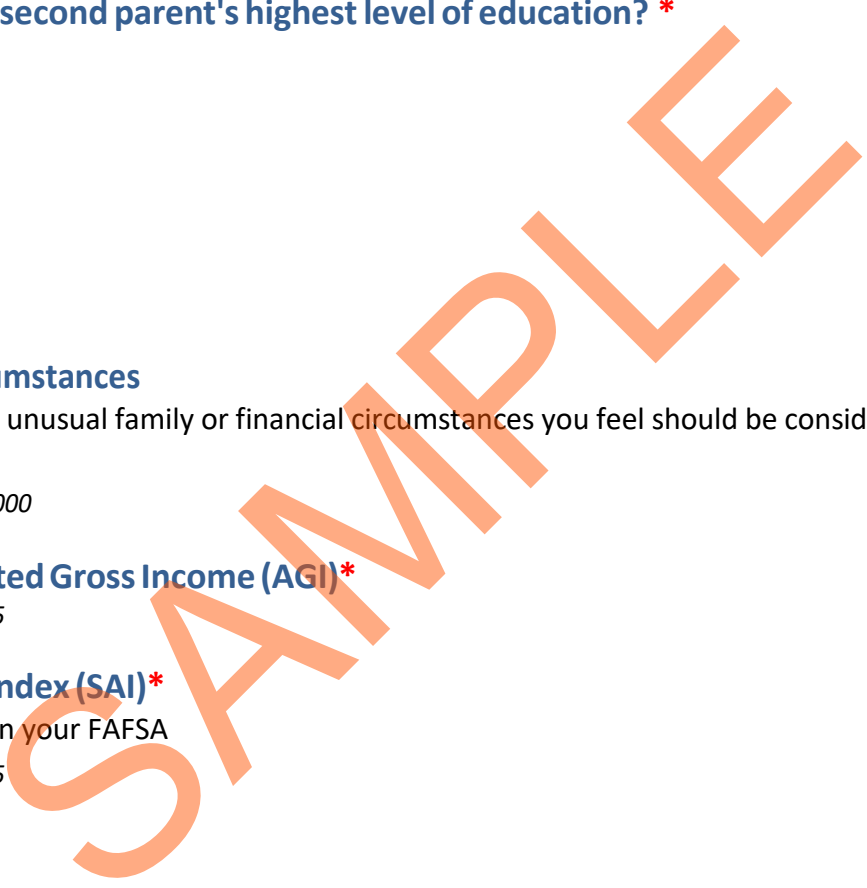 second parent's highest level of education? *
umstances
unusual family or financial circumstances you feel should be consid
000
ted Gross Income (AGI)*
5
ndex (SAI)*
n your FAFSA
5
SAMPLE